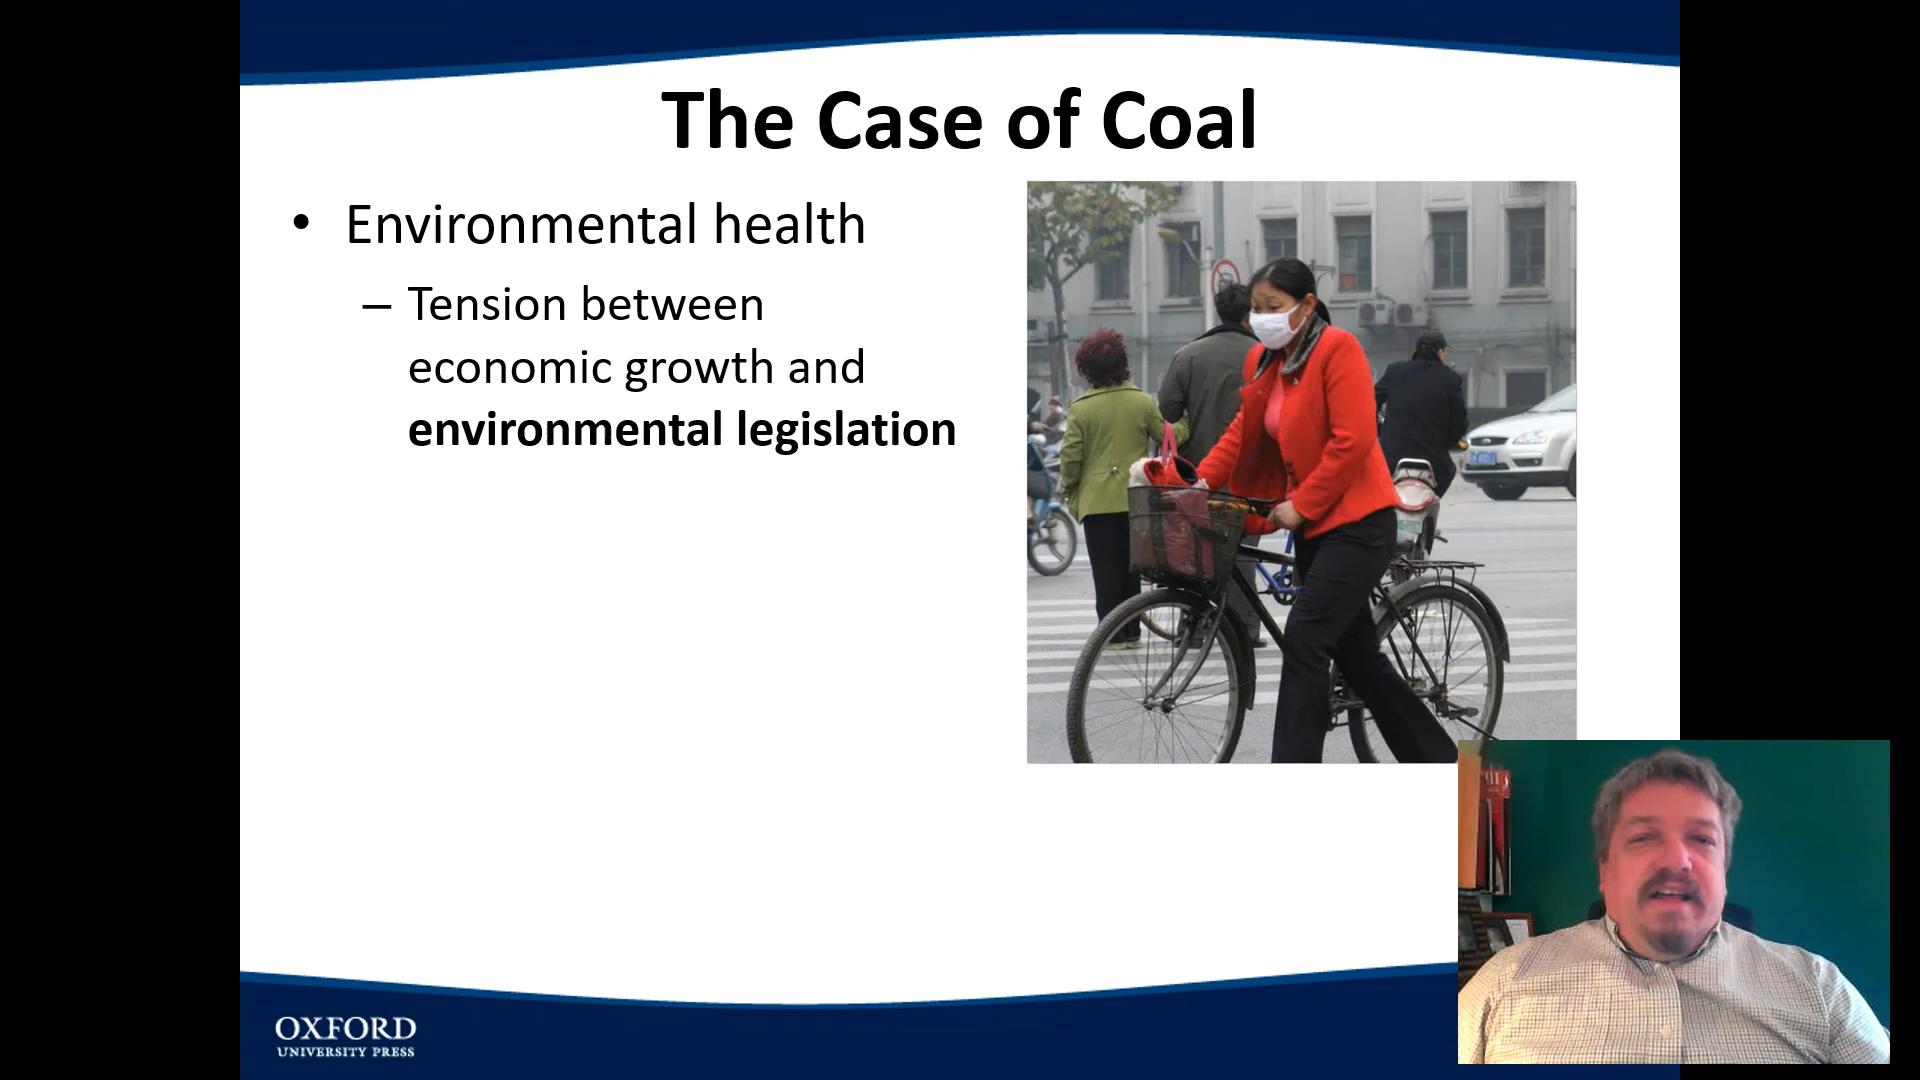 The Case of Coal
• Environmental health
– Tension between
economic growth and
environmental legislation
OXFORD
UNIVERSITY PRESS